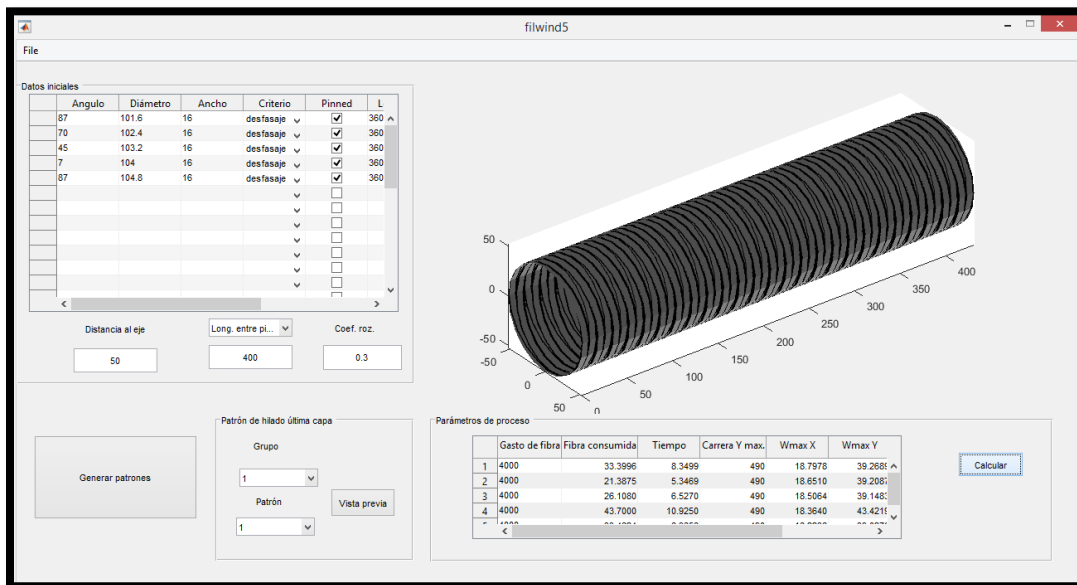 filwind5
File
Datos iniciales
Angulo Diámetro Ancho Criterio Pinned L
87 101.6 16 desfasaje 360
70 102.4 16 desfasaje 360
45 103.2 16 desfasaje 360
7 104 16 desfasaje 360
87 104.8 16 desfasaje 360
Distancia al eje Long. entre pi... Coef. roz.
50 400 0.3
50
0
-50
-50
0
50
0
50
100
150
200
250
300
350
400
Generar patrones
Patrón de hilado última capa
Grupo
1
Patrón
1
Vista previa
Parámetros de proceso
Gasto de fibra Fibra consumida Tiempo Carrera Y max. Wmax X Wmax Y
1 4000 33.3996 8.3499 490 18.7978 39.268
2 4000 21.3875 5.3469 490 18.6510 39.208
3 4000 26.1080 6.5270 490 18.5064 39.148
4 4000 43.7000 10.9250 490 18.3640 43.421
Calcular